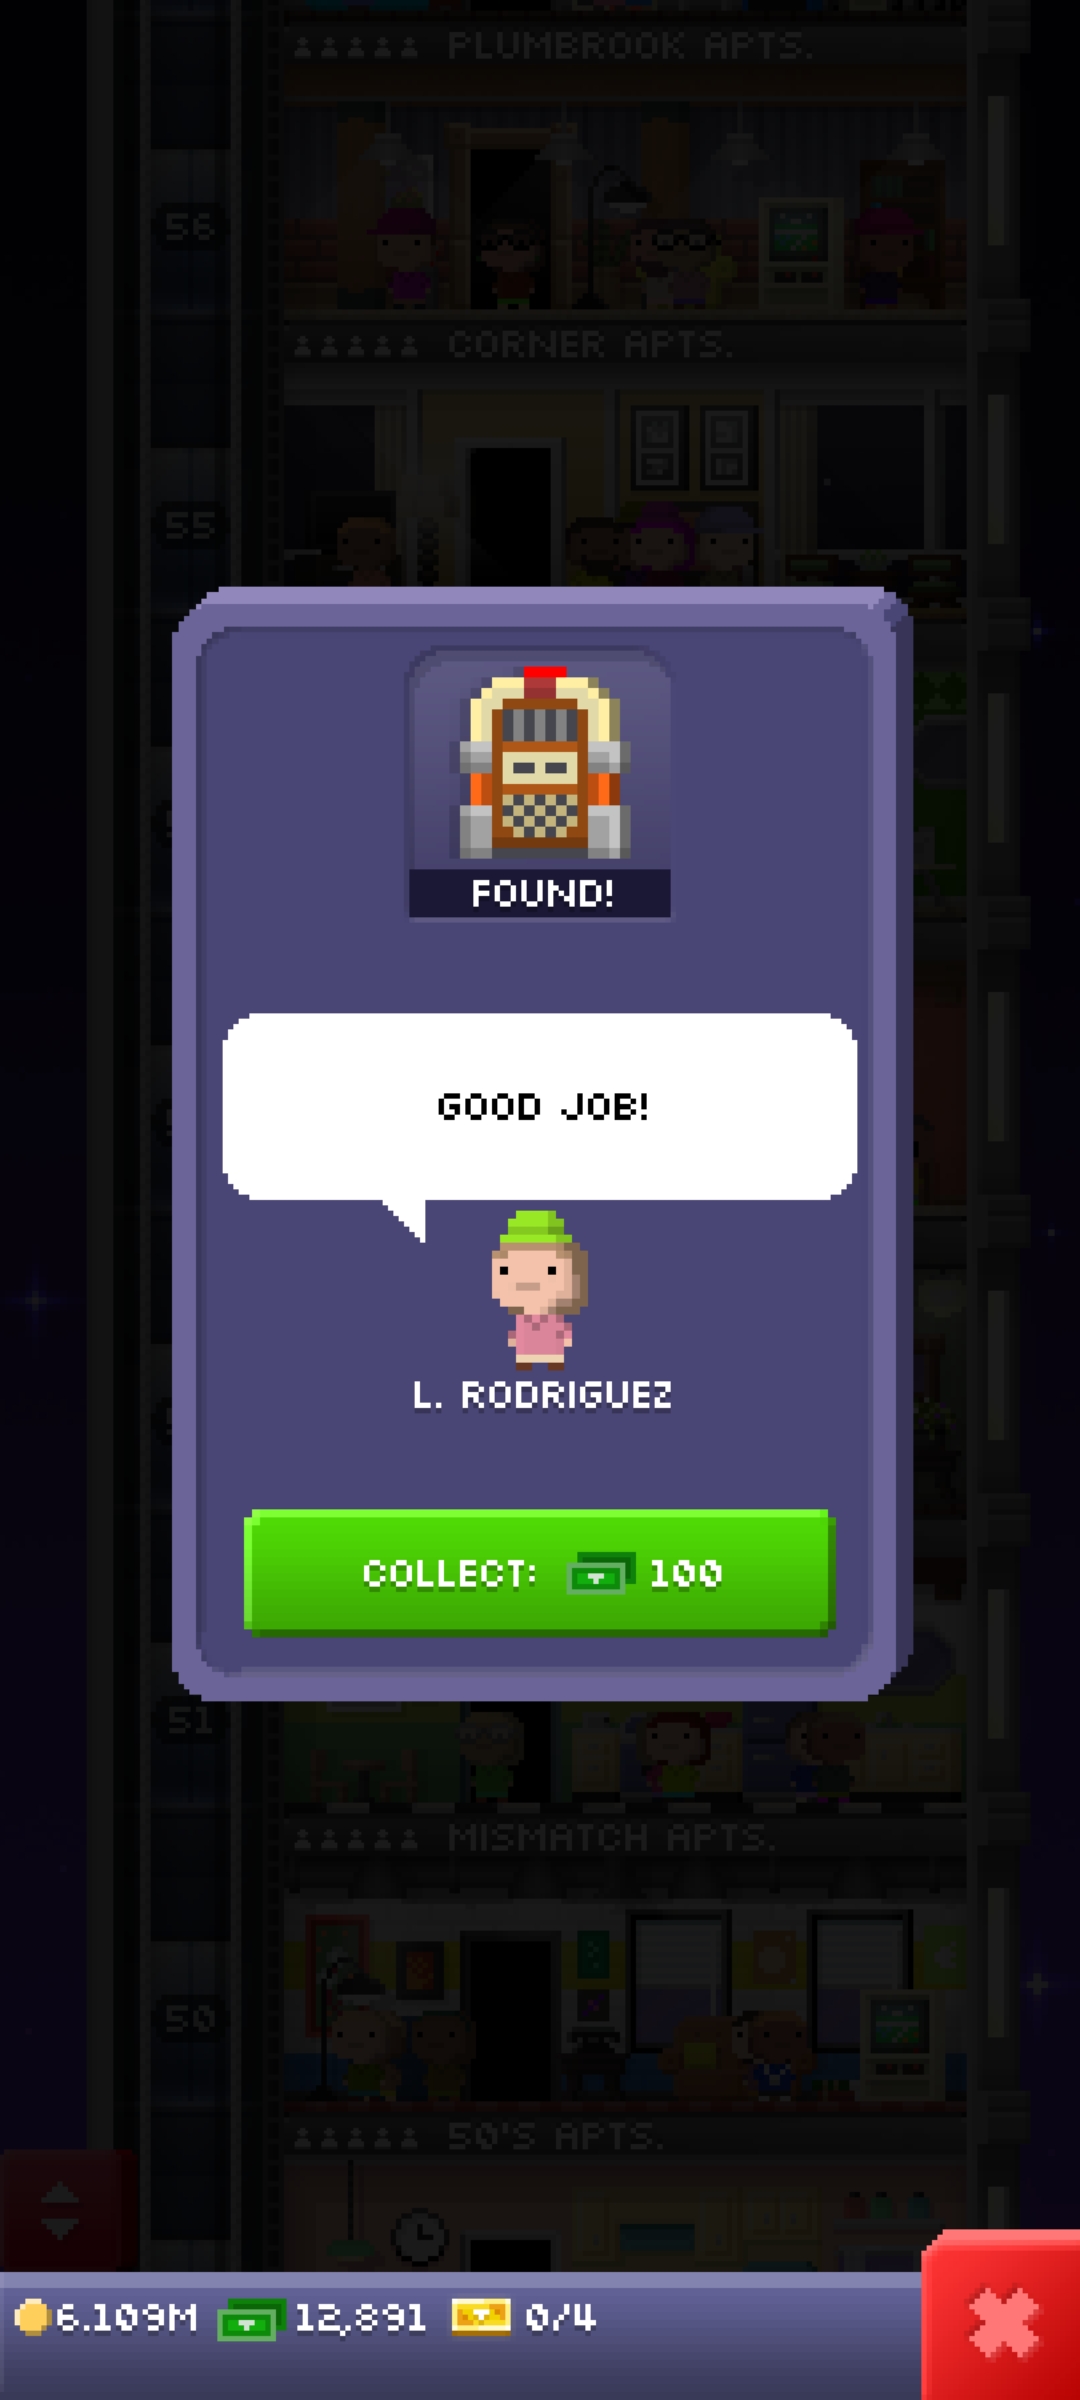 PLUMBROOK APTS.
56
CORNER APTS.
55
FOUND!
GOOD JOB!
L. RODRIGUEZ
COLLECT: 100
51
MISMATCH APTS.
50
50'S APTS.
6.109M 12,891 0/4